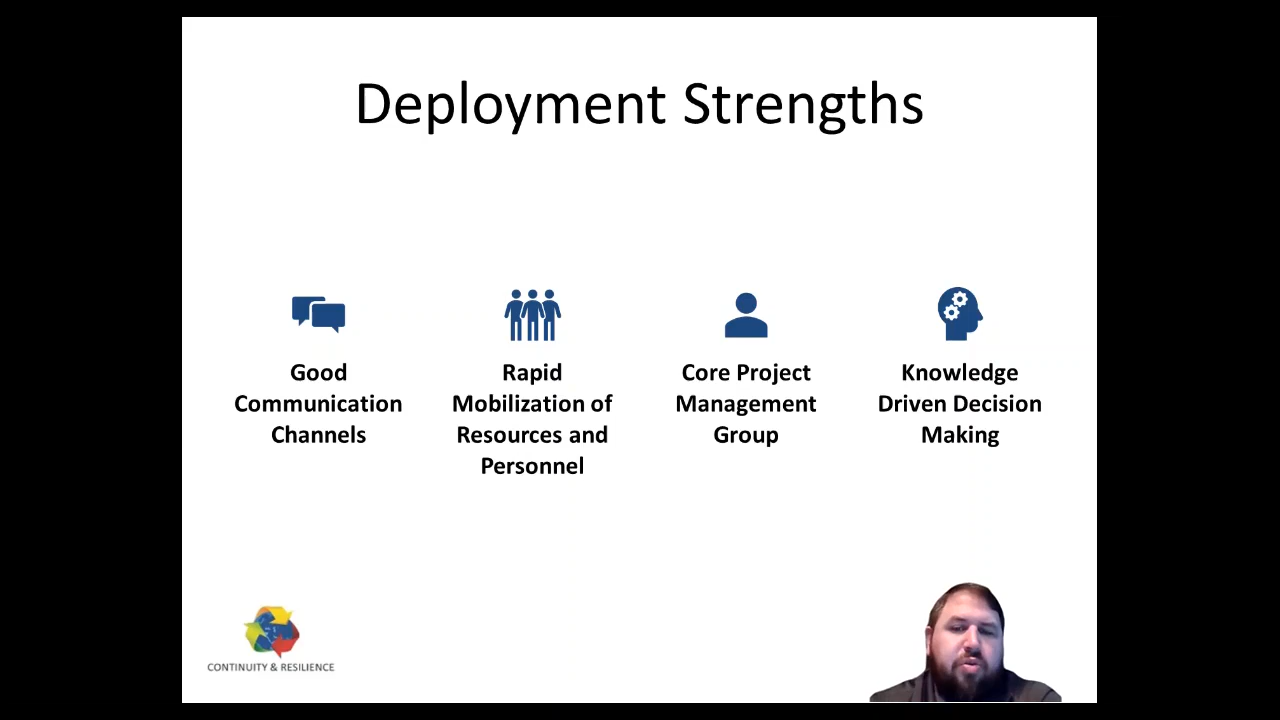 Deployment Strengths
Good
Communication
Channels
Rapid
Mobilization of
Resources and
Personnel
Core Project
Management
Group
Knowledge
Driven Decision
Making
CONTINUITY & RESILIENCE